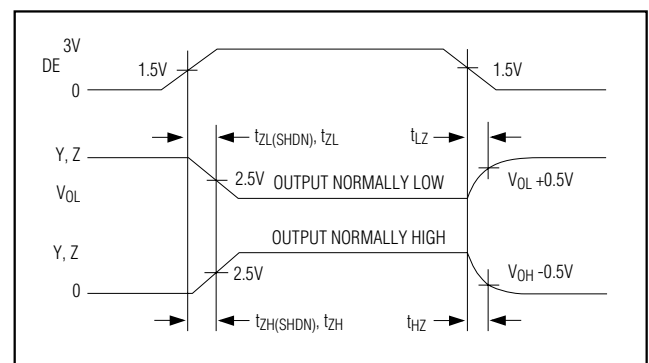 3V
DE
1.5V
1.5V
0
tZL(SHDN), tZL
tLZ
Y, Z
2.5V
OUTPUT NORMALLY LOW
VOL +0.5V
VOL
OUTPUT NORMALLY HIGH
Y, Z
2.5V
VOH -0.5V
0
tZH(SHDN), tZH
tHZ